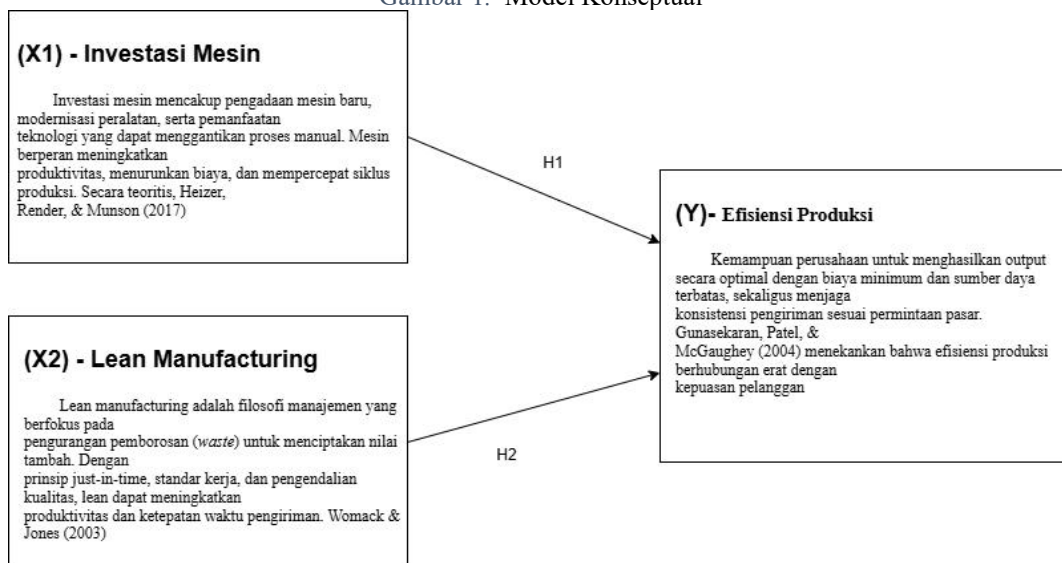 Gambar 1. Model Konseptual
(X1) - Investasi Mesin
Investasi mesin mencakup pengadaan mesin baru,
modernisasi peralatan, serta pemanfaatan
teknologi yang dapat menggantikan proses manual. Mesin
berperan meningkatkan
produktivitas, menurunkan biaya, dan mempercepat siklus
produksi. Secara teoritis, Heizer,
Render, & Munson (2017)
H1
(Y)- Efisiensi Produksi
Kemampuan perusahaan untuk menghasilkan output
secara optimal dengan biaya minimum dan sumber daya
terbatas, sekaligus menjaga
konsistensi pengiriman sesuai permintaan pasar.
Gunasekaran, Patel, &
McGaughey (2004) menekankan bahwa efisiensi produksi
berhubungan erat dengan
kepuasan pelanggan
(X2) - Lean Manufacturing
Lean manufacturing adalah filosofi manajemen yang
berfokus pada
pengurangan pemborosan (waste) untuk menciptakan nilai
tambah. Dengan
prinsip just-in-time, standar kerja, dan pengendalian
kualitas, lean dapat meningkatkan
produktivitas dan ketepatan waktu pengiriman. Womack &
Jones (2003)
H2